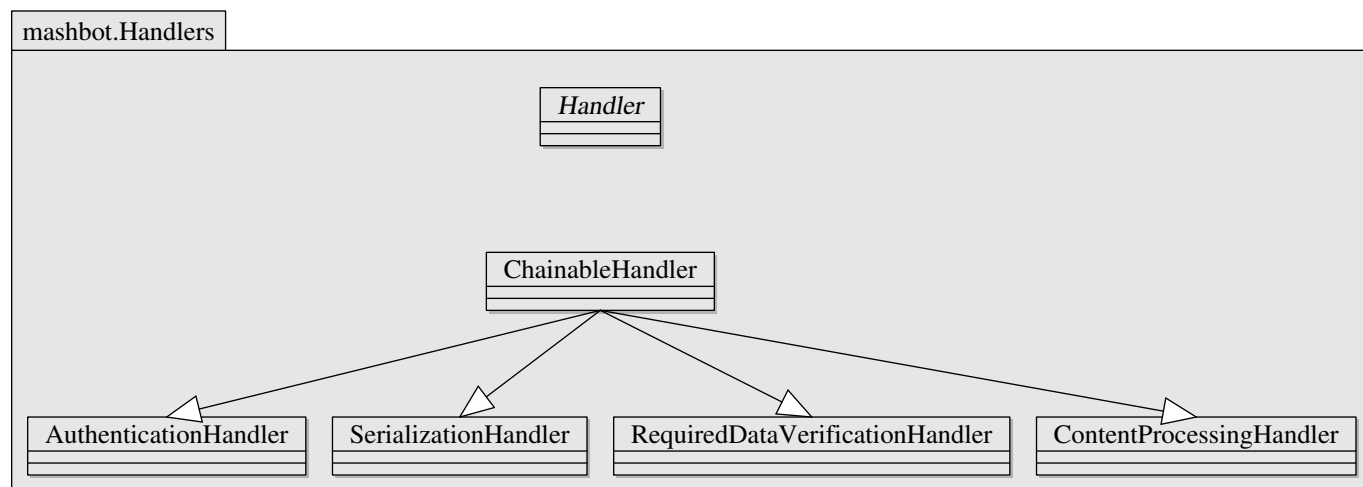 mashbot.Handlers
Handler
ChainableHandler
AuthenticationHandler
SerializationHandler
RequiredDataVerificationHandler
ContentProcessingHandler